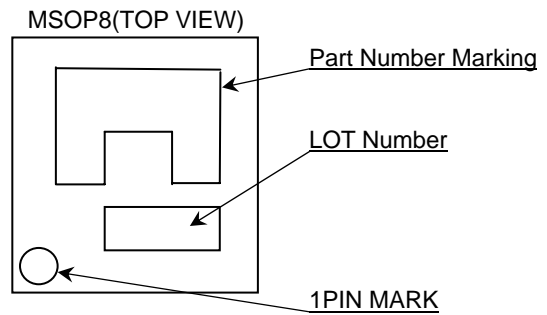 MSOP8(TOP VIEW)
Part Number Marking
LOT Number
1PIN MARK